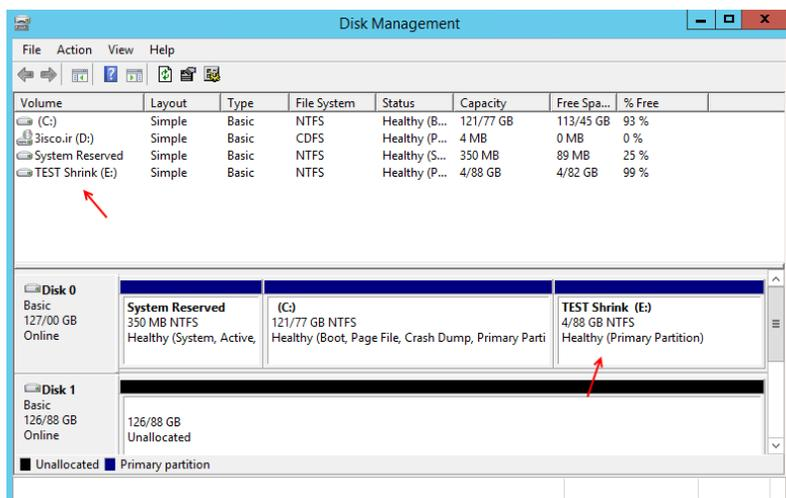 Disk Management
File Action View Help
Volume Layout Type File System Status Capacity Free Spa... % Free
(C:) Simple Basic NTFS Healthy (B... 121/77 GB 113/45 GB 93 %
3isco.ir (D:) Simple Basic CDFS Healthy (P... 4 MB 0 MB 0 %
System Reserved Simple Basic NTFS Healthy (S... 350 MB 89 MB 25 %
TEST Shrink (E:) Simple Basic NTFS Healthy (P... 4/88 GB 4/82 GB 99 %
Disk 0
Basic
127/00 GB
Online
System Reserved
350 MB NTFS
Healthy (System, Active,
(C:)
121/77 GB NTFS
Healthy (Boot, Page File, Crash Dump, Primary Parti
TEST Shrink (E:)
4/88 GB NTFS
Healthy (Primary Partition)
Disk 1
Basic
126/88 GB
Online
126/88 GB
Unallocated
Unallocated Primary partition